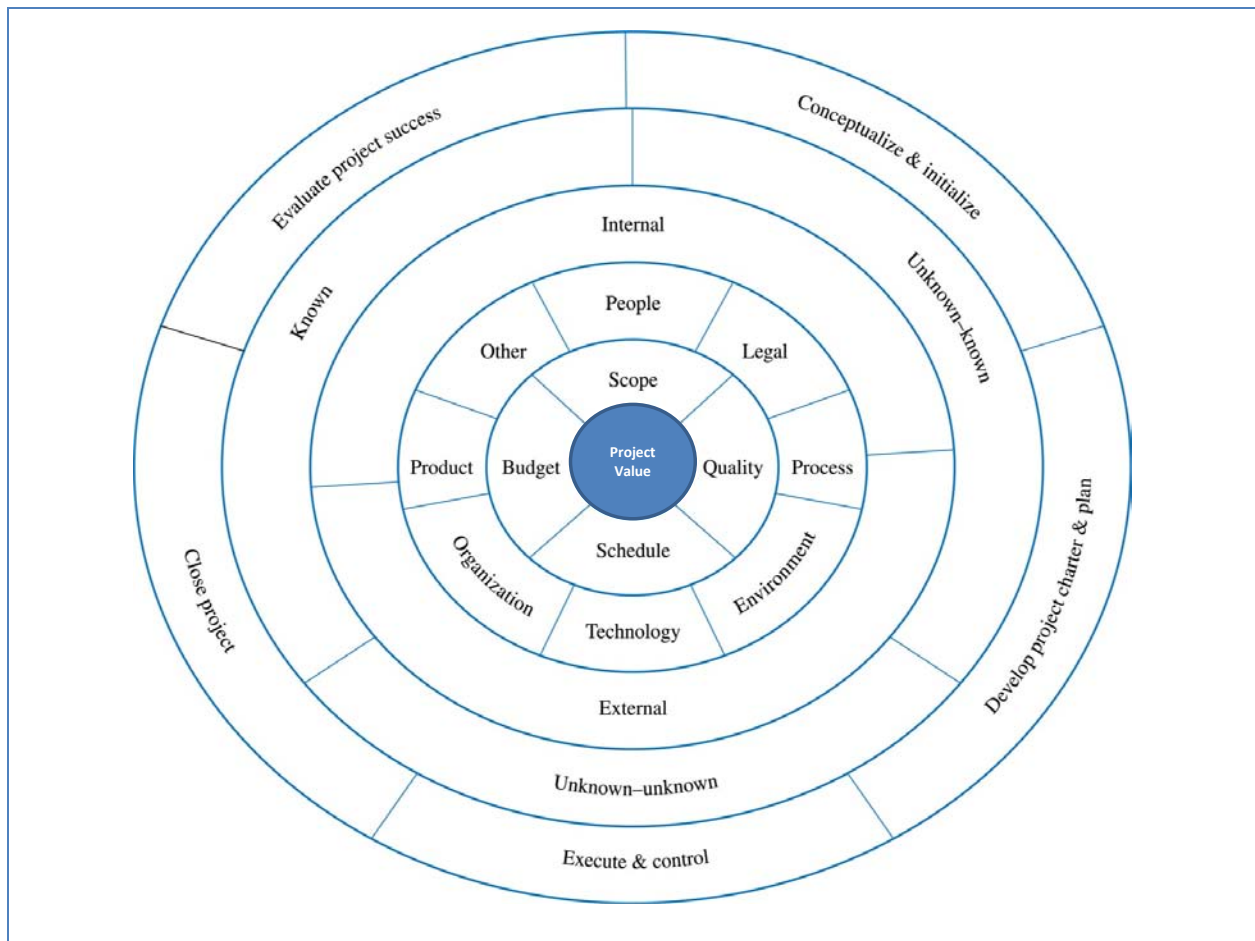 Evaluate project success
Conceptualize & initialize
Internal
Known
Unknown–known
People
Other
Legal
Scope
Product
Budget
Project
Value
Quality
Process
Schedule
Organization
Environment
Technology
Close project
Develop project charter & plan
External
Unknown–unknown
Execute & control